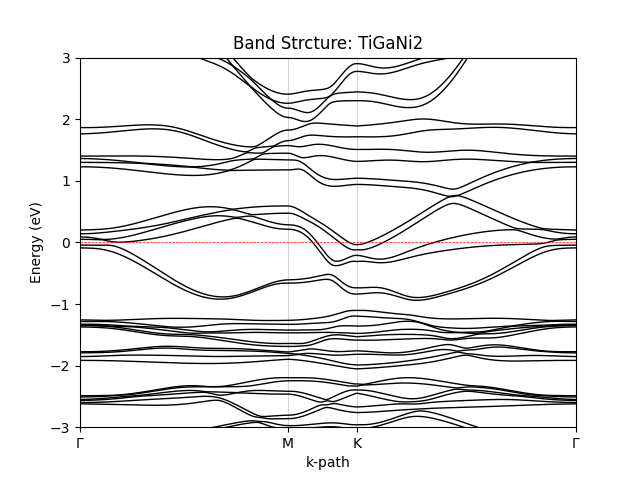 Band Strcture: TiGaNi2
Energy (eV)
3
2
1
0
−1
−2
−3
Γ M K Γ
k-path